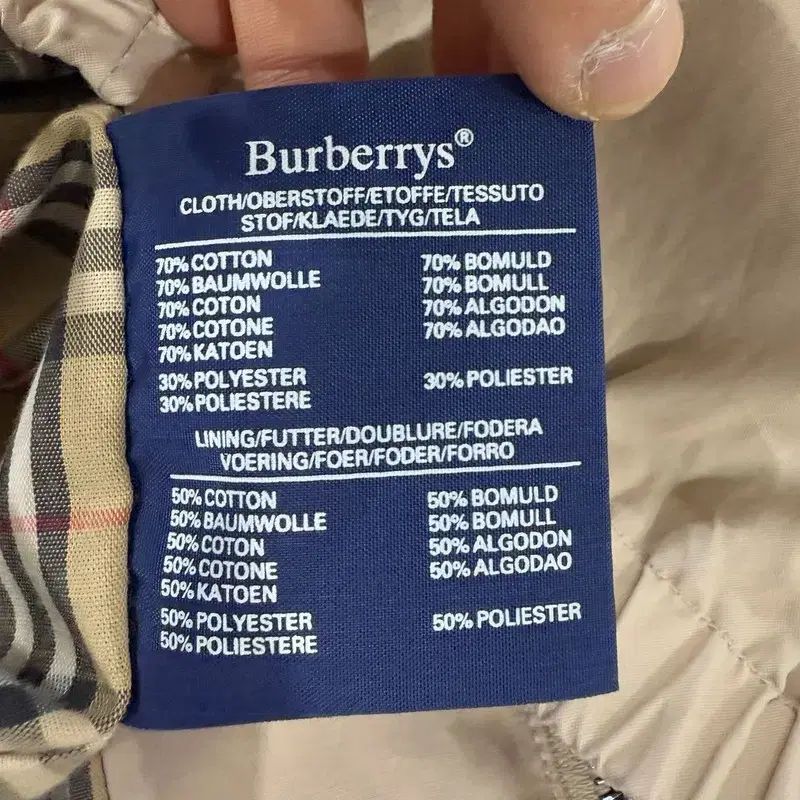 Burberrys®
CLOTH/OBERSTOFF/ETOFFE/TESSUTO
STOF/KLAEDE/TYG/TELA
70% COTTON
70% BAUMWOLLE
70% COTON
70% COTONE
70% KATOEN
70% BOMULD
70% BOMULL
70% ALGODON
70% ALGODAO
30% POLYESTER
30% POLIESTERE
30% POLIESTER
LINING/FUTTER/DOUBLURE/FODERA
VOERING/FOER/FODER/FORRO
50% COTTON
50% BAUMWOLLE
50% COTON
50% COTONE
50% KATOEN
50% BOMULD
50% BOMULL
50% ALGODON
50% ALGODAO
50% POLYESTER
50% POLIESTERE
50% POLIESTER